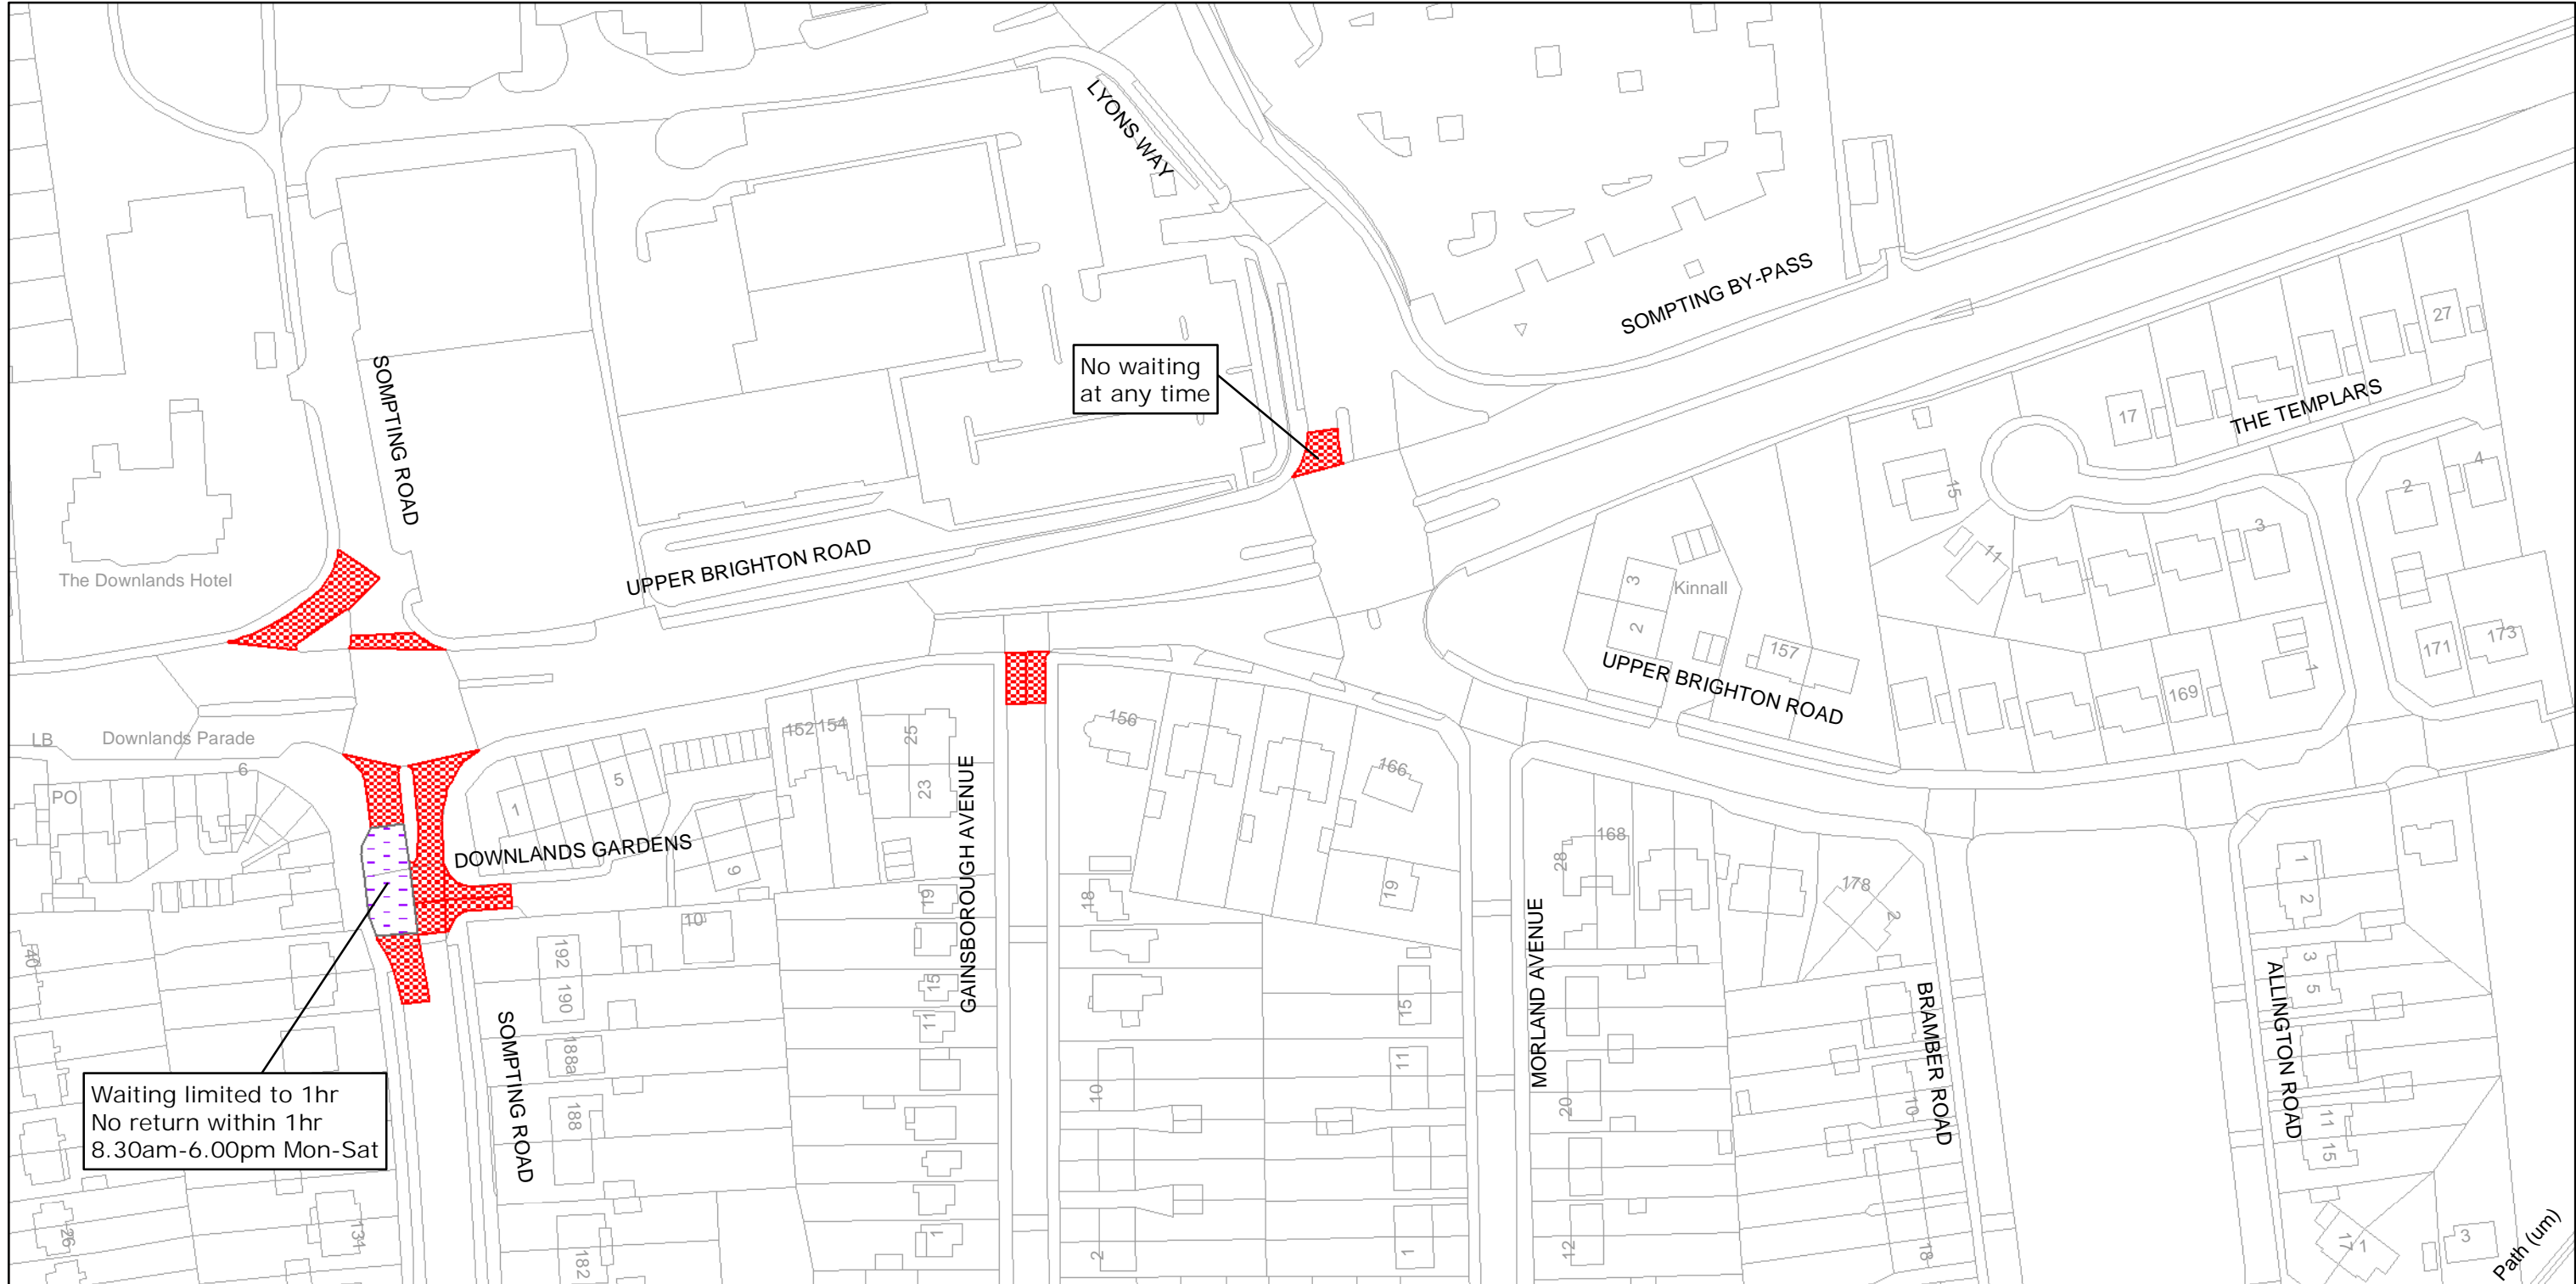 LYONS WAY
SOMPTING BY-PASS
27
No waiting
at any time
17
THE TEMPLARS
SOMPTING ROAD
4
2
15
3
11
The Downlands Hotel
UPPER BRIGHTON ROAD
3
Kinnall
2
157
171
173
UPPER BRIGHTON ROAD
1
169
LB
Downlands Parade
152
154
25
156
6
5
166
PO
1
23
GAINSBOROUGH AVENUE
DOWNLANDS GARDENS
168
28
1
2
9
19
18
19
178
2
10
40
192
3
5
190
15
15
MORLAND AVENUE
BRAMBER ROAD
ALLINGTON ROAD
SOMPTING ROAD
11
188a
11
Waiting limited to 1hr
No return within 1hr
8.30am-6.00pm Mon-Sat
10
188
20
10
11
15
26
131
182
1
2
1
12
18
17
1
3
Path (um)